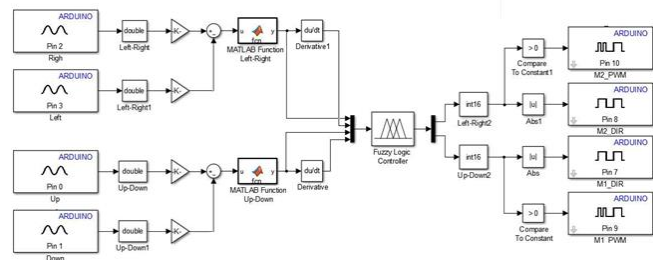 ARDUINO
Pin 2
Righ
double
Left-Right
-K-
u
fcn
y
MATLAB Function
Left-Right
du/dt
Derivative1
ARDUINO
Pin 3
Left
double
Left-Right1
-K-
ARDUINO
Pin 0
Up
double
Up-Down
-K-
u
fcn
y
MATLAB Function
Up-Down
du/dt
Derivative
ARDUINO
Pin 1
Down
double
Up-Down1
-K-
Fuzzy Logic
Controller
int16
Left-Right2
int16
Up-Down2
> 0
Compare
To Constant1
ARDUINO
Pin 10
M2_PWM
|u|
Abs1
ARDUINO
Pin 8
M2_DIR
|u|
Abs
ARDUINO
Pin 7
M1_DIR
> 0
Compare
To Constant
ARDUINO
Pin 9
M1_PWM